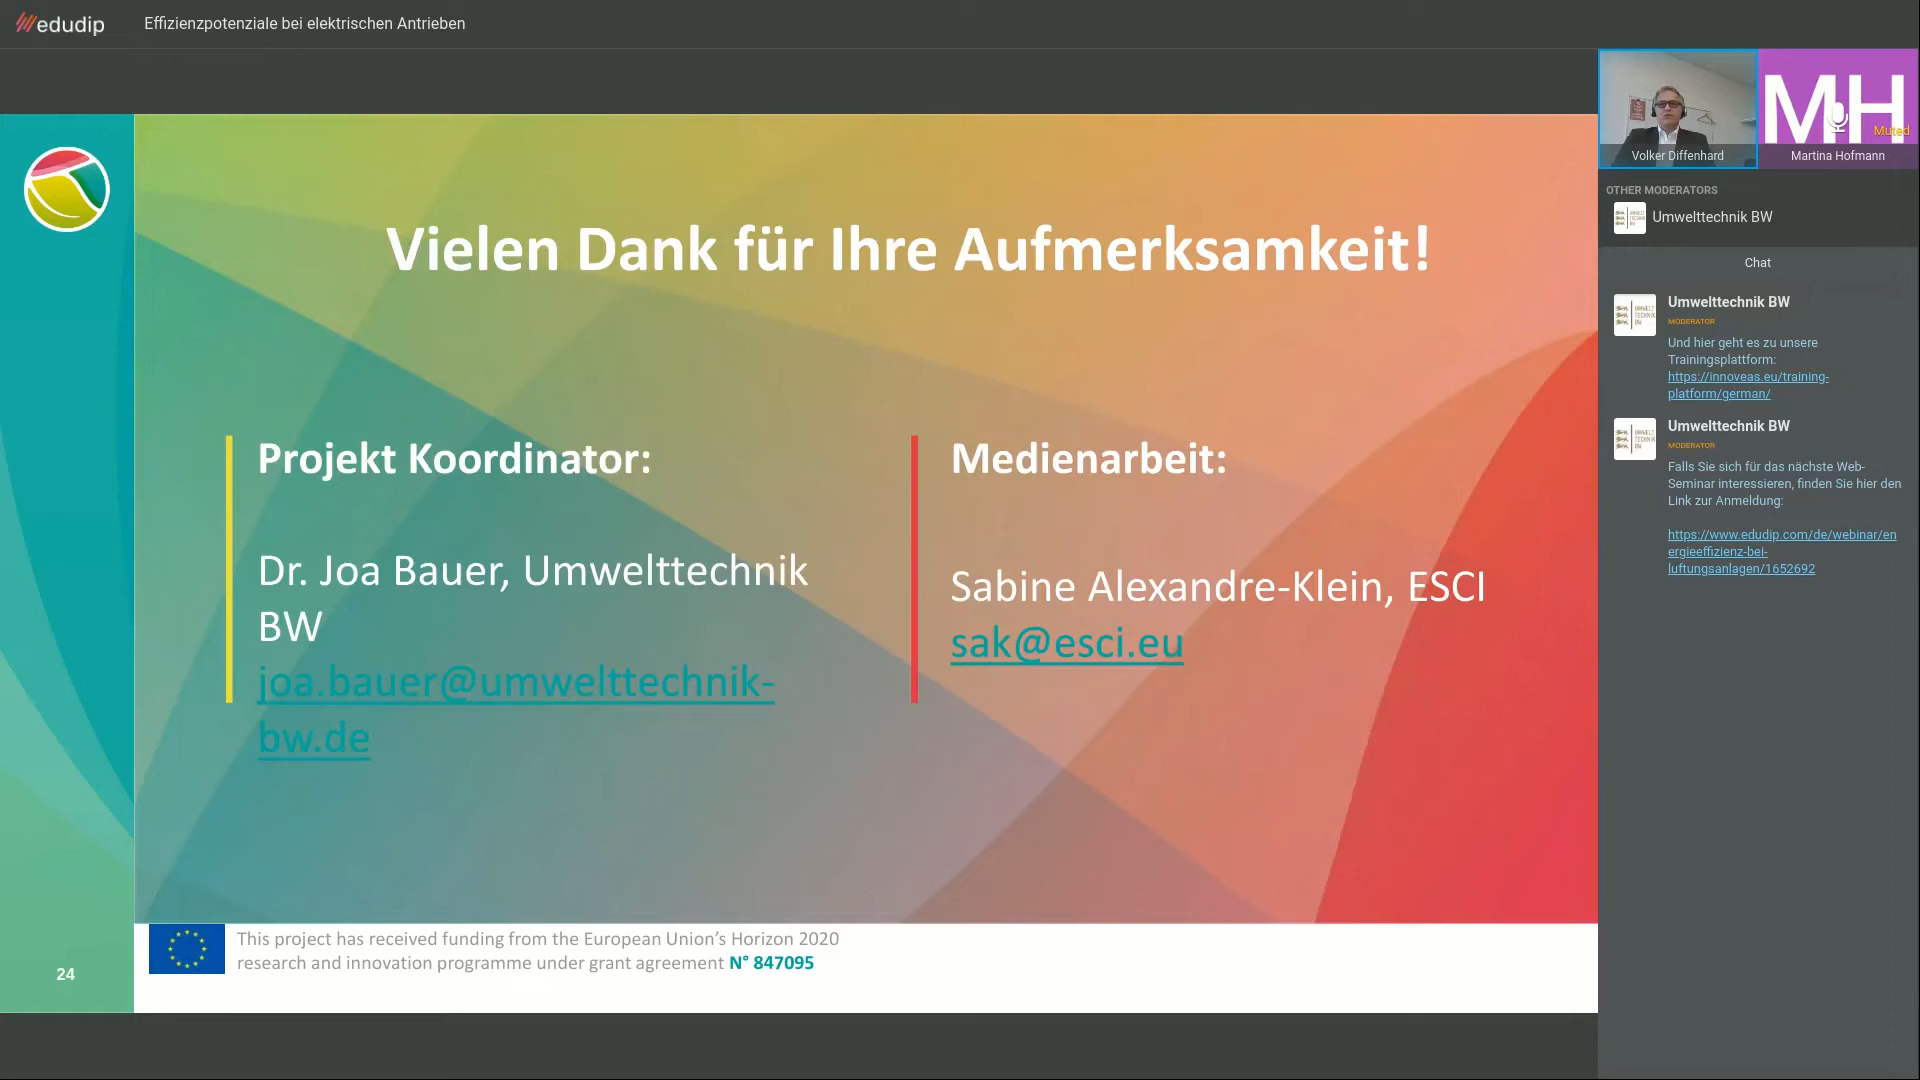 edudip
Effizienzpotenziale bei elektrischen Antrieben
Vielen Dank für Ihre Aufmerksamkeit!
Projekt Koordinator:
Dr. Joa Bauer, Umwelttechnik
BW
joa.bauer@umwelttechnik-
bw.de
Medienarbeit:
Sabine Alexandre-Klein, ESCI
sak@esci.eu
This project has received funding from the European Union’s Horizon 2020
research and innovation programme under grant agreement N° 847095
24
MH
Muted
Volker Diffenhard
Martina Hofmann
OTHER MODERATORS
Umwelttechnik BW
Chat
Umwelttechnik BW
MODERATOR
Und hier geht es zu unsere
Trainingsplattform:
https://innoveas.eu/training-
platform/german/
Umwelttechnik BW
MODERATOR
Falls Sie sich für das nächste Web-
Seminar interessieren, finden Sie hier den
Link zur Anmeldung:
https://www.edudip.com/de/webinar/en
ergieeffizienz-bei-
luftungsanlagen/1652692